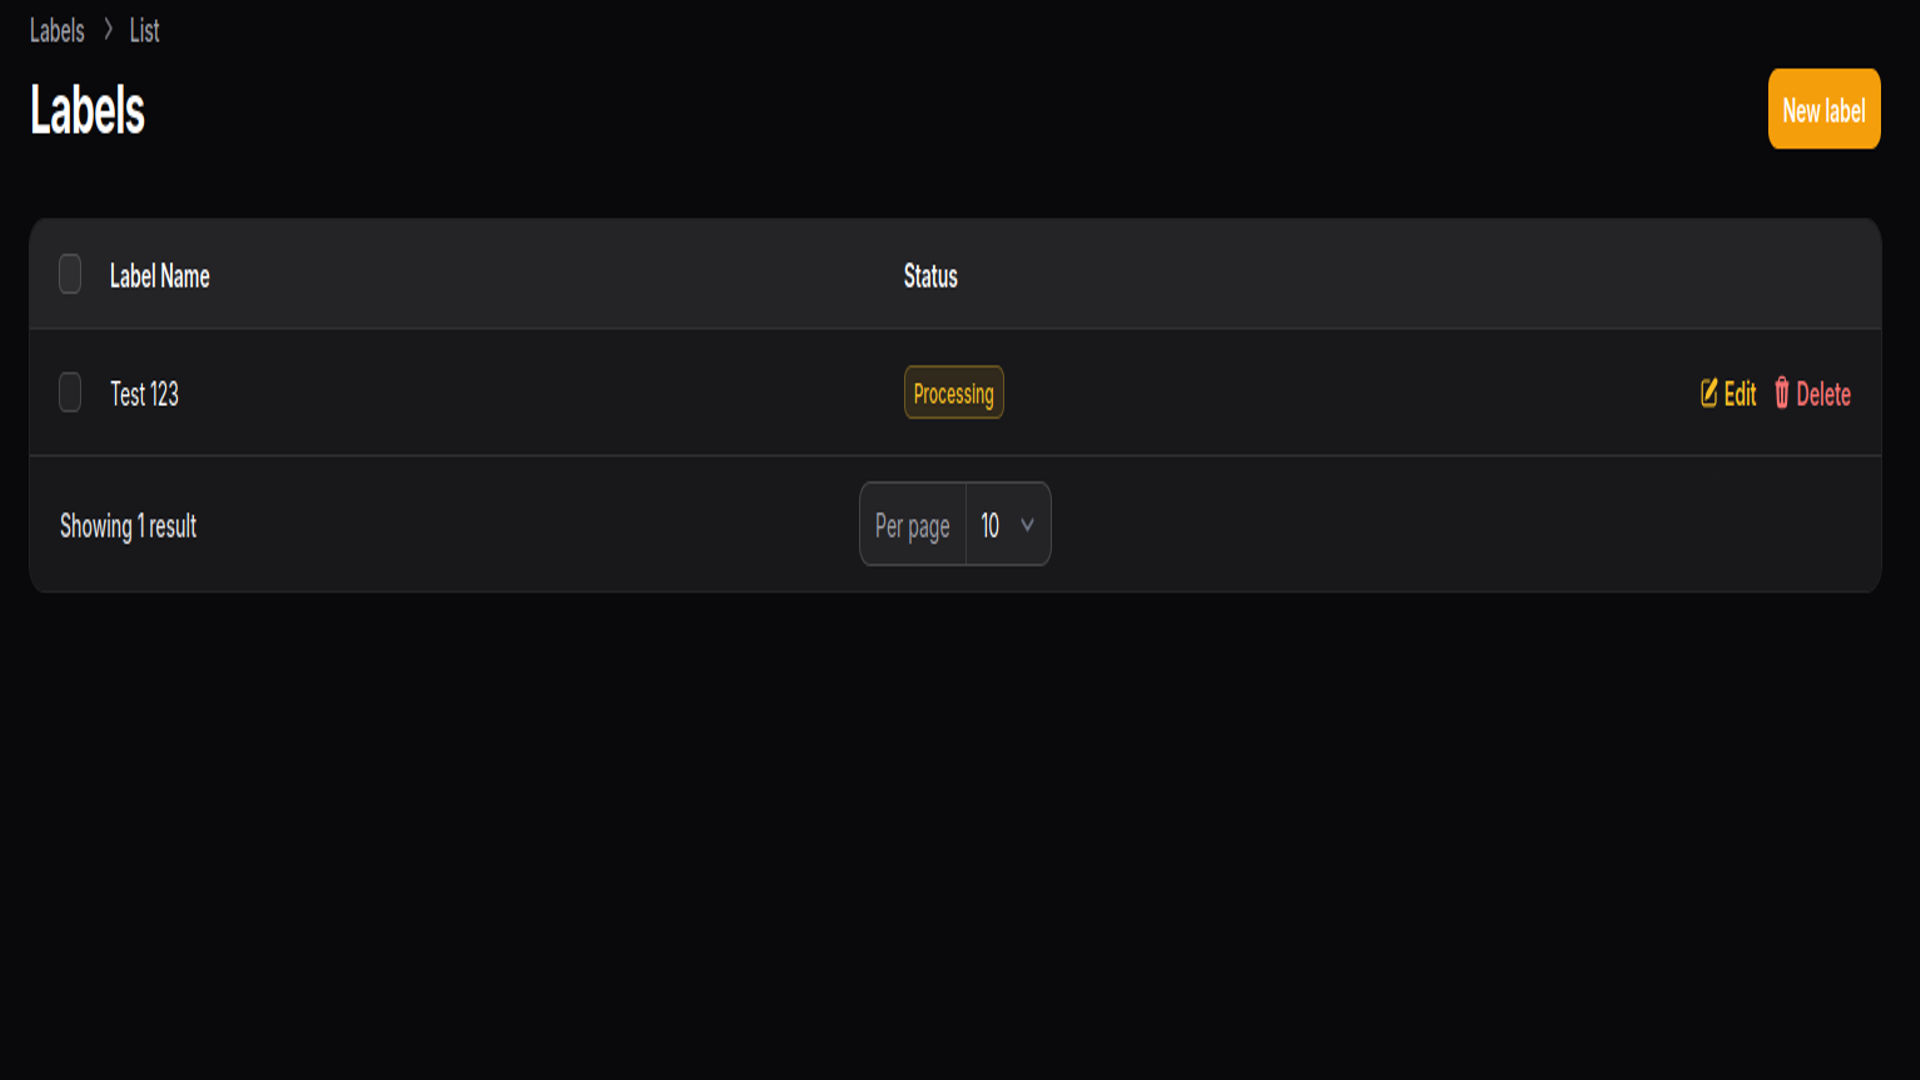 Labels > List
Labels
New label
Label Name Status
Test 123 Processing Edit Delete
Showing 1 result Per page 10